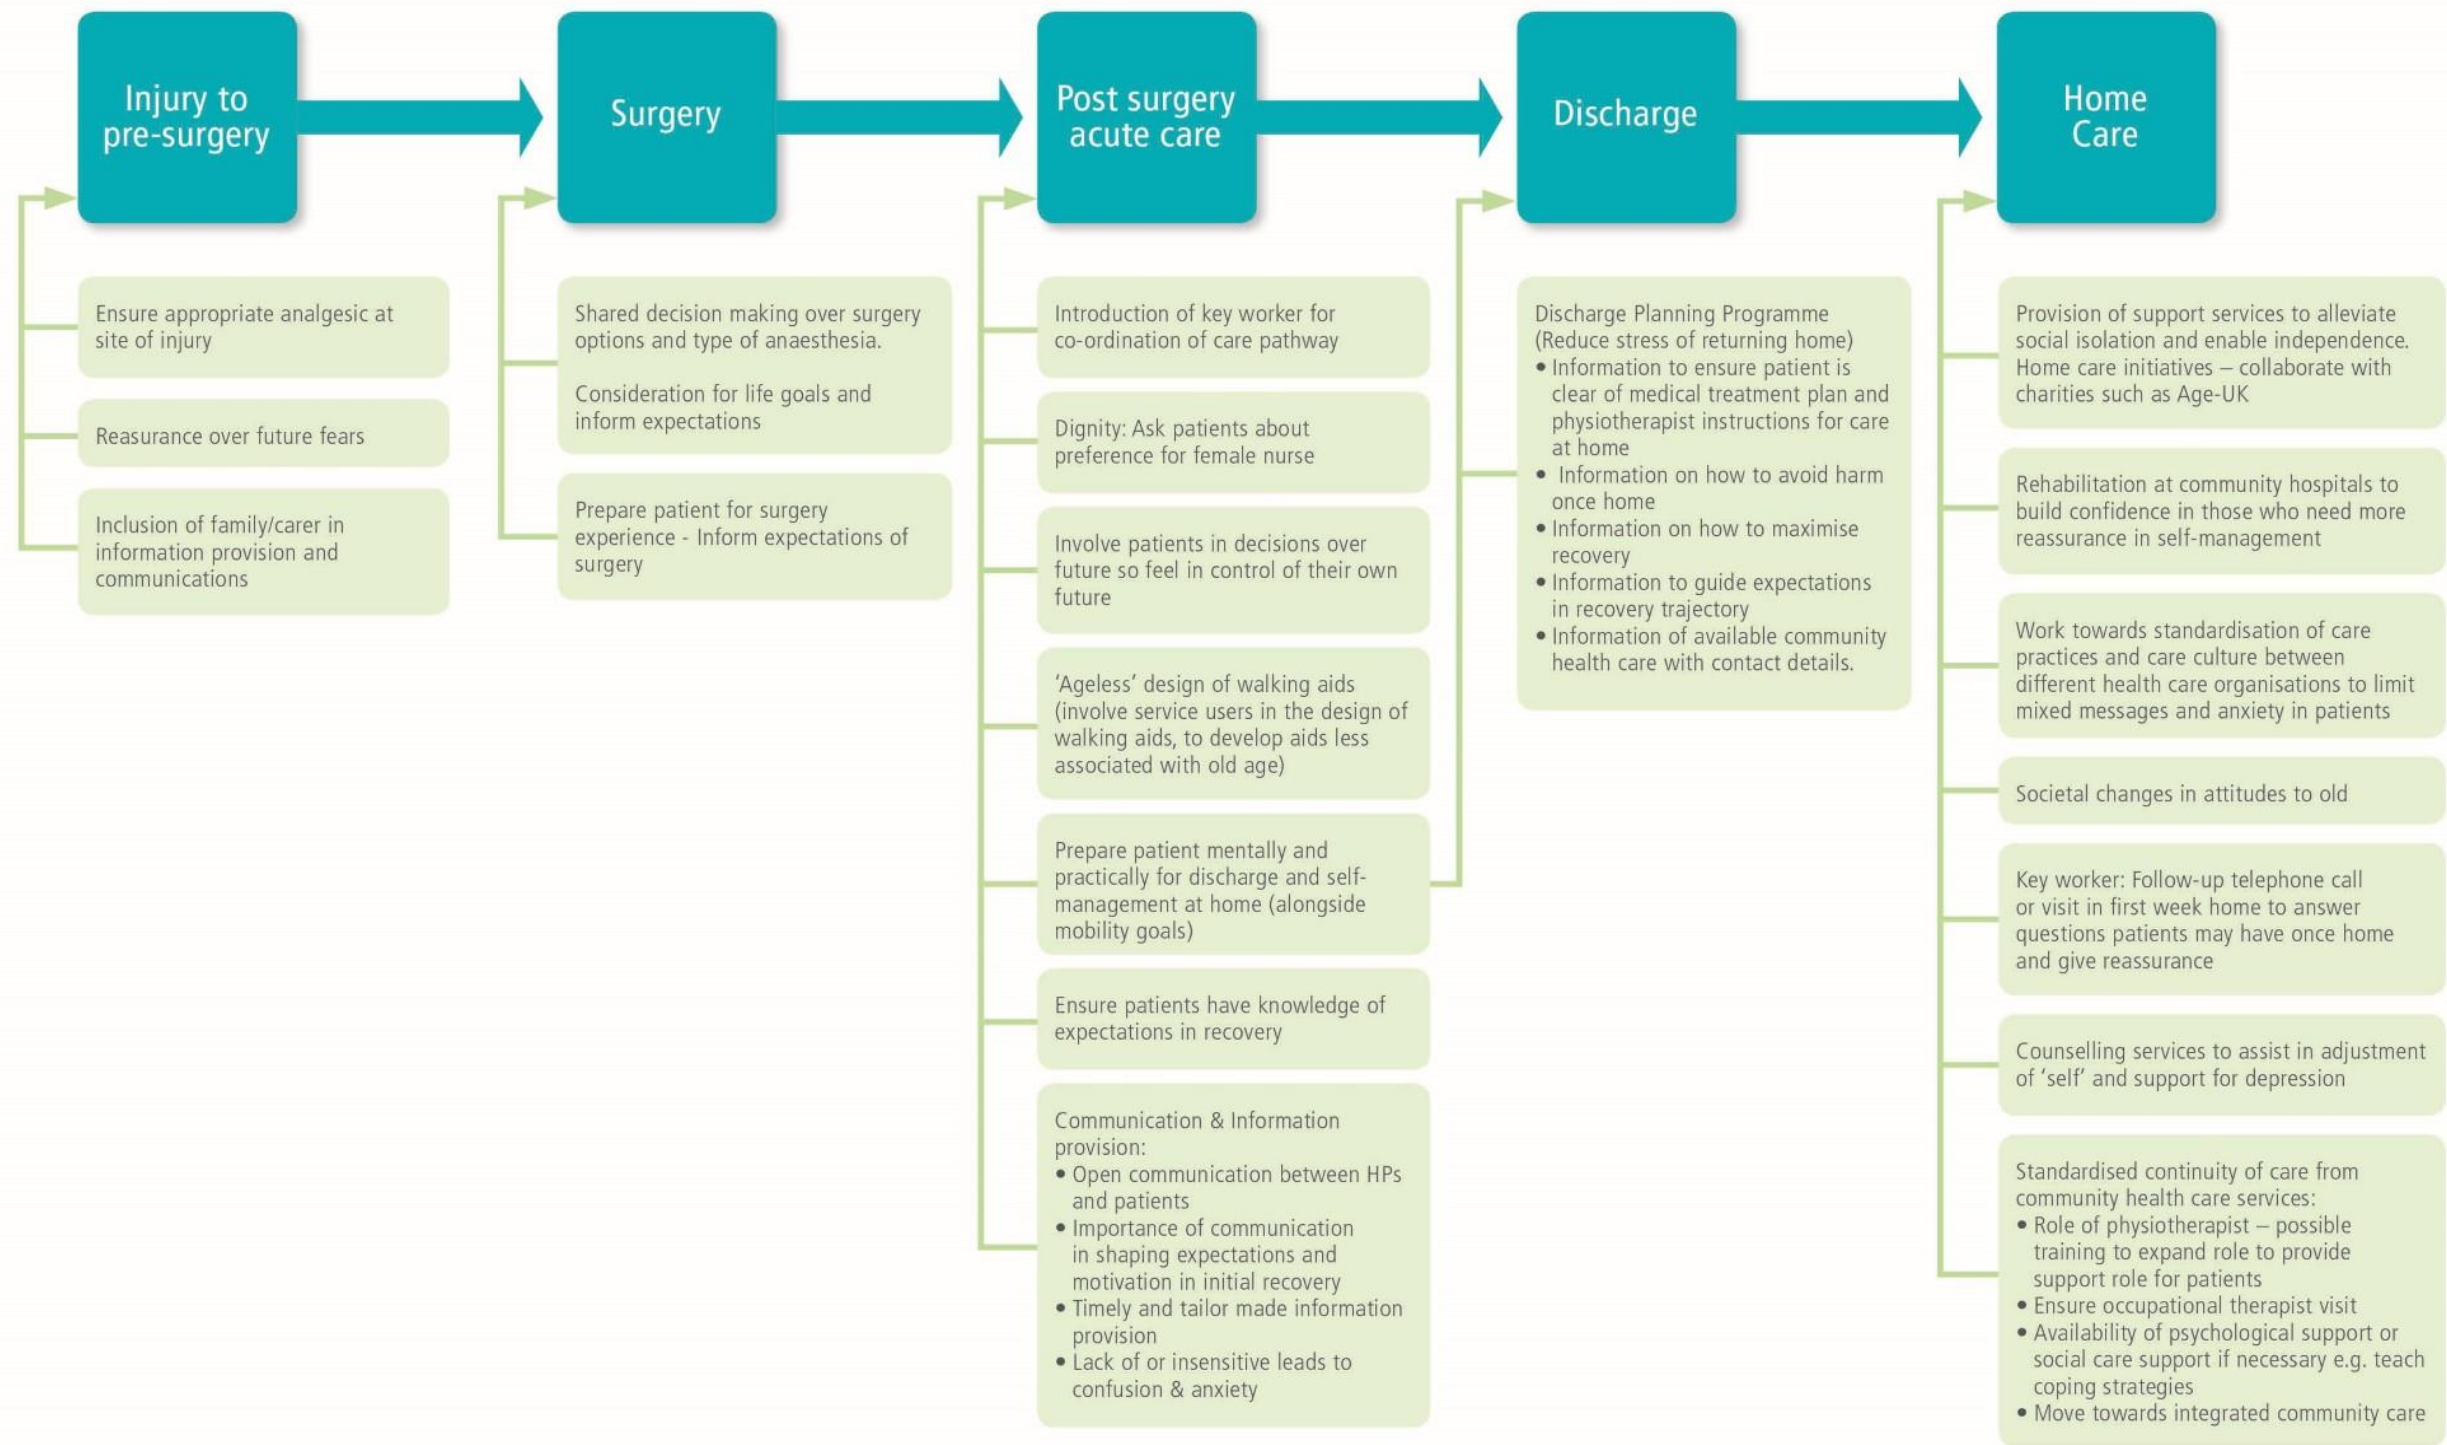 Injury to
pre-surgery
Surgery
Post surgery
acute care
Discharge
Home
Care
Ensure appropriate analgesic at
site of injury
Reasurance over future fears
Inclusion of family/carer in
information provision and
communications
Shared decision making over surgery
options and type of anaesthesia.
Consideration for life goals and
inform expectations
Prepare patient for surgery
experience - Inform expectations of
surgery
Introduction of key worker for
co-ordination of care pathway
Dignity: Ask patients about
preference for female nurse
Involve patients in decisions over
future so feel in control of their own
future
‘Ageless’ design of walking aids
(involve service users in the design of
walking aids, to develop aids less
associated with old age)
Prepare patient mentally and
practically for discharge and self-
management at home (alongside
mobility goals)
Ensure patients have knowledge of
expectations in recovery
Communication & Information
provision:
• Open communication between HPs
and patients
• Importance of communication
in shaping expectations and
motivation in initial recovery
• Timely and tailor made information
provision
• Lack of or insensitive leads to
confusion & anxiety
Discharge Planning Programme
(Reduce stress of returning home)
• Information to ensure patient is
clear of medical treatment plan and
physiotherapist instructions for care
at home
• Information on how to avoid harm
once home
• Information on how to maximise
recovery
• Information to guide expectations
in recovery trajectory
• Information of available community
health care with contact details.
Provision of support services to alleviate
social isolation and enable independence.
Home care initiatives – collaborate with
charities such as Age-UK
Rehabilitation at community hospitals to
build confidence in those who need more
reassurance in self-management
Work towards standardisation of care
practices and care culture between
different health care organisations to limit
mixed messages and anxiety in patients
Societal changes in attitudes to old
Key worker: Follow-up telephone call
or visit in first week home to answer
questions patients may have once home
and give reassurance
Counselling services to assist in adjustment
of ‘self’ and support for depression
Standardised continuity of care from
community health care services:
• Role of physiotherapist – possible
training to expand role to provide
support role for patients
• Ensure occupational therapist visit
• Availability of psychological support or
social care support if necessary e.g. teach
coping strategies
• Move towards integrated community care